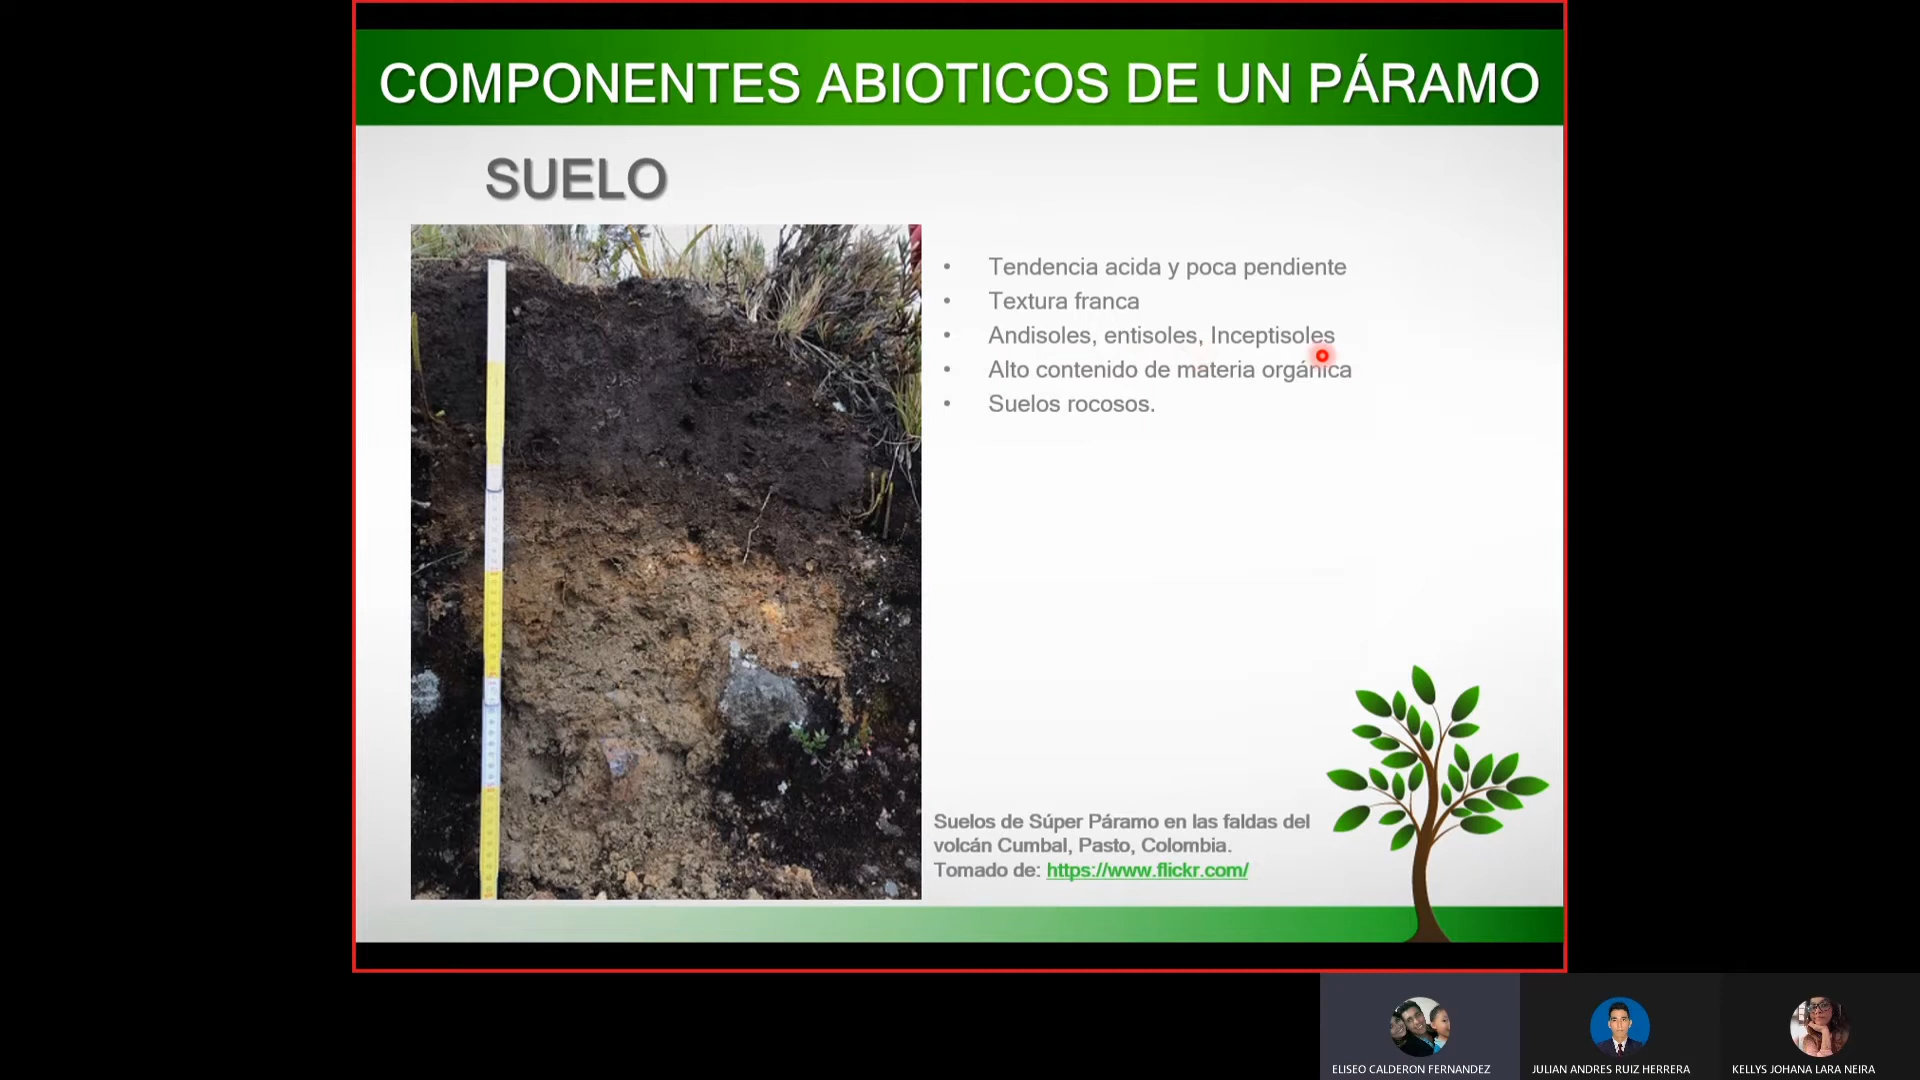 COMPONENTES ABIOTICOS DE UN PÁRAMO
SUELO
• Tendencia acida y poca pendiente
• Textura franca
• Andisoles, entisoles, Inceptisoles
• Alto contenido de materia orgánica
• Suelos rocosos.
Suelos de Súper Páramo en las faldas del
volcán Cumbal, Pasto, Colombia.
Tomado de: https://www.flickr.com/
ELISEO CALDERON FERNANDEZ
JULIAN ANDRES RUIZ HERRERA
KELLYS JOHANA LARA NEIRA